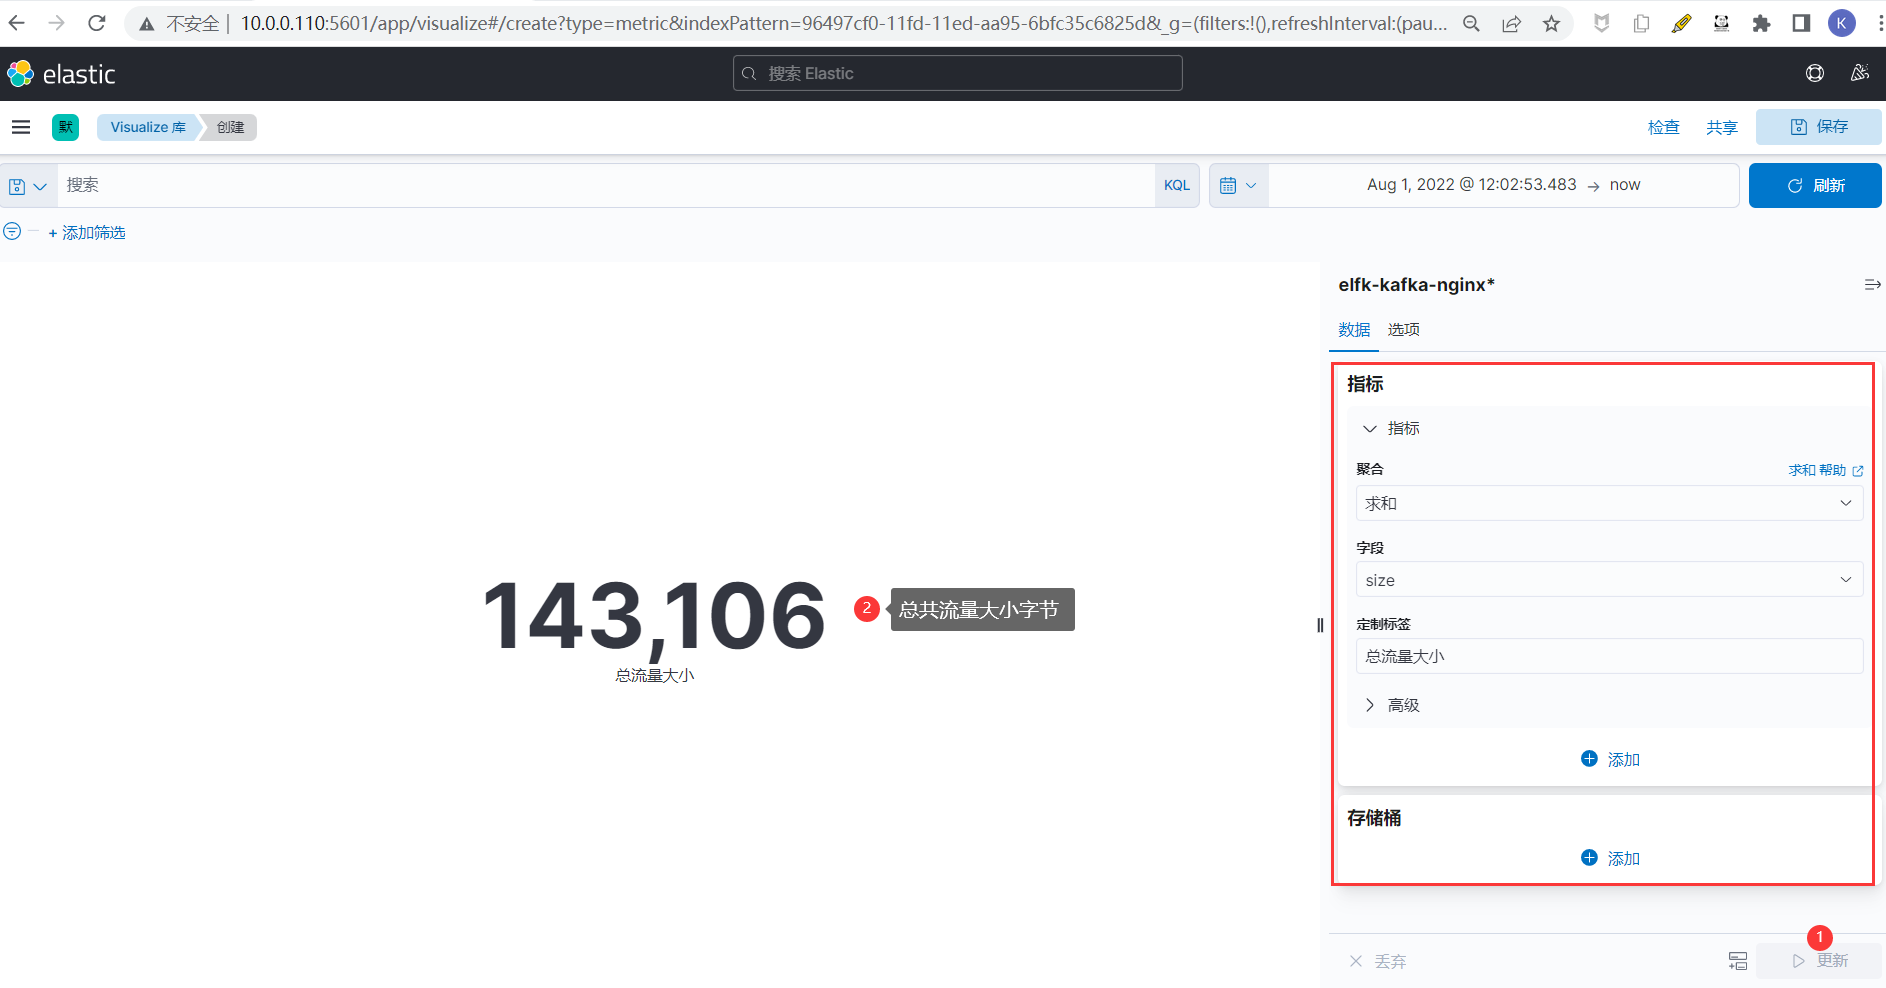 不安全 | 10.0.0.110:5601/app/visualize#/create?type=metric&indexPattern=96497cf0-11fd-11ed-aa95-6bfc35c6825d&_g=(filters:!(),refreshInterval:(pau...
K
elastic
搜索 Elastic
默
Visualize 库
创建
检查
共享
保存
搜索
KQL
Aug 1, 2022 @ 12:02:53.483 → now
刷新
+ 添加筛选
elfk-kafka-nginx*
数据
选项
指标
指标
聚合
求和 帮助
求和
字段
size
定制标签
总流量大小
高级
添加
存储桶
添加
143,106
总流量大小
2
总共流量大小字节
1
丢弃
更新